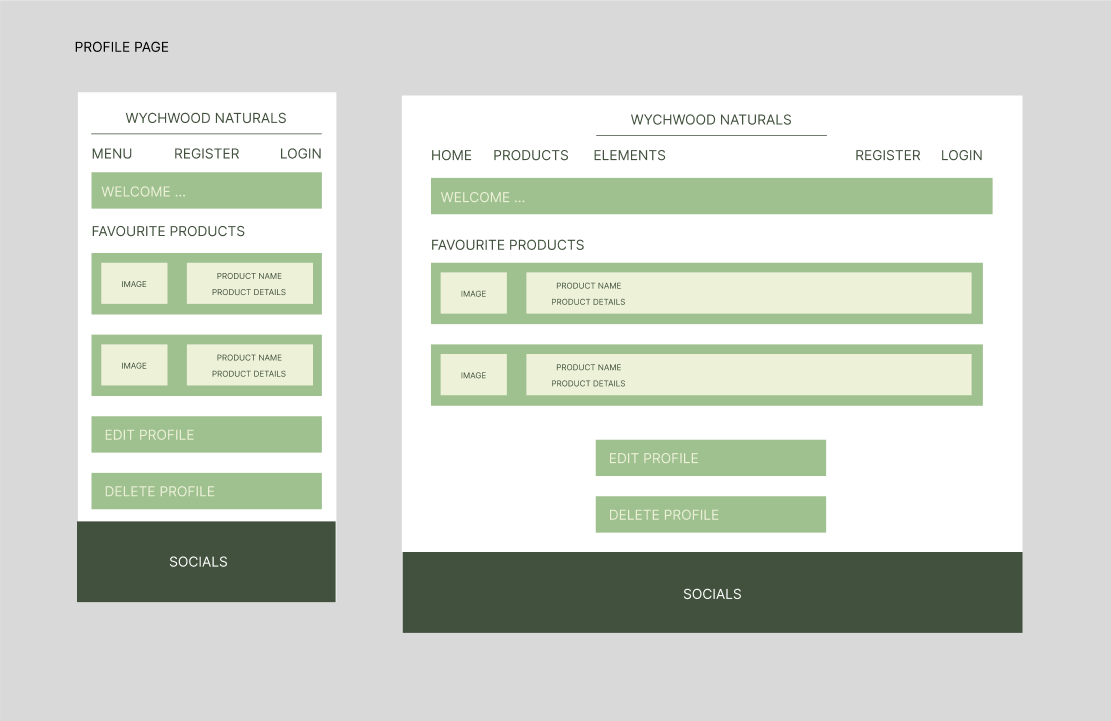 PROFILE PAGE
WYCHWOOD NATURALS
MENU REGISTER LOGIN
WELCOME ...
FAVOURITE PRODUCTS
IMAGE
PRODUCT NAME
PRODUCT DETAILS
IMAGE
PRODUCT NAME
PRODUCT DETAILS
EDIT PROFILE
DELETE PROFILE
SOCIALS
WYCHWOOD NATURALS
HOME PRODUCTS ELEMENTS REGISTER LOGIN
WELCOME ...
FAVOURITE PRODUCTS
IMAGE
PRODUCT NAME
PRODUCT DETAILS
IMAGE
PRODUCT NAME
PRODUCT DETAILS
EDIT PROFILE
DELETE PROFILE
SOCIALS